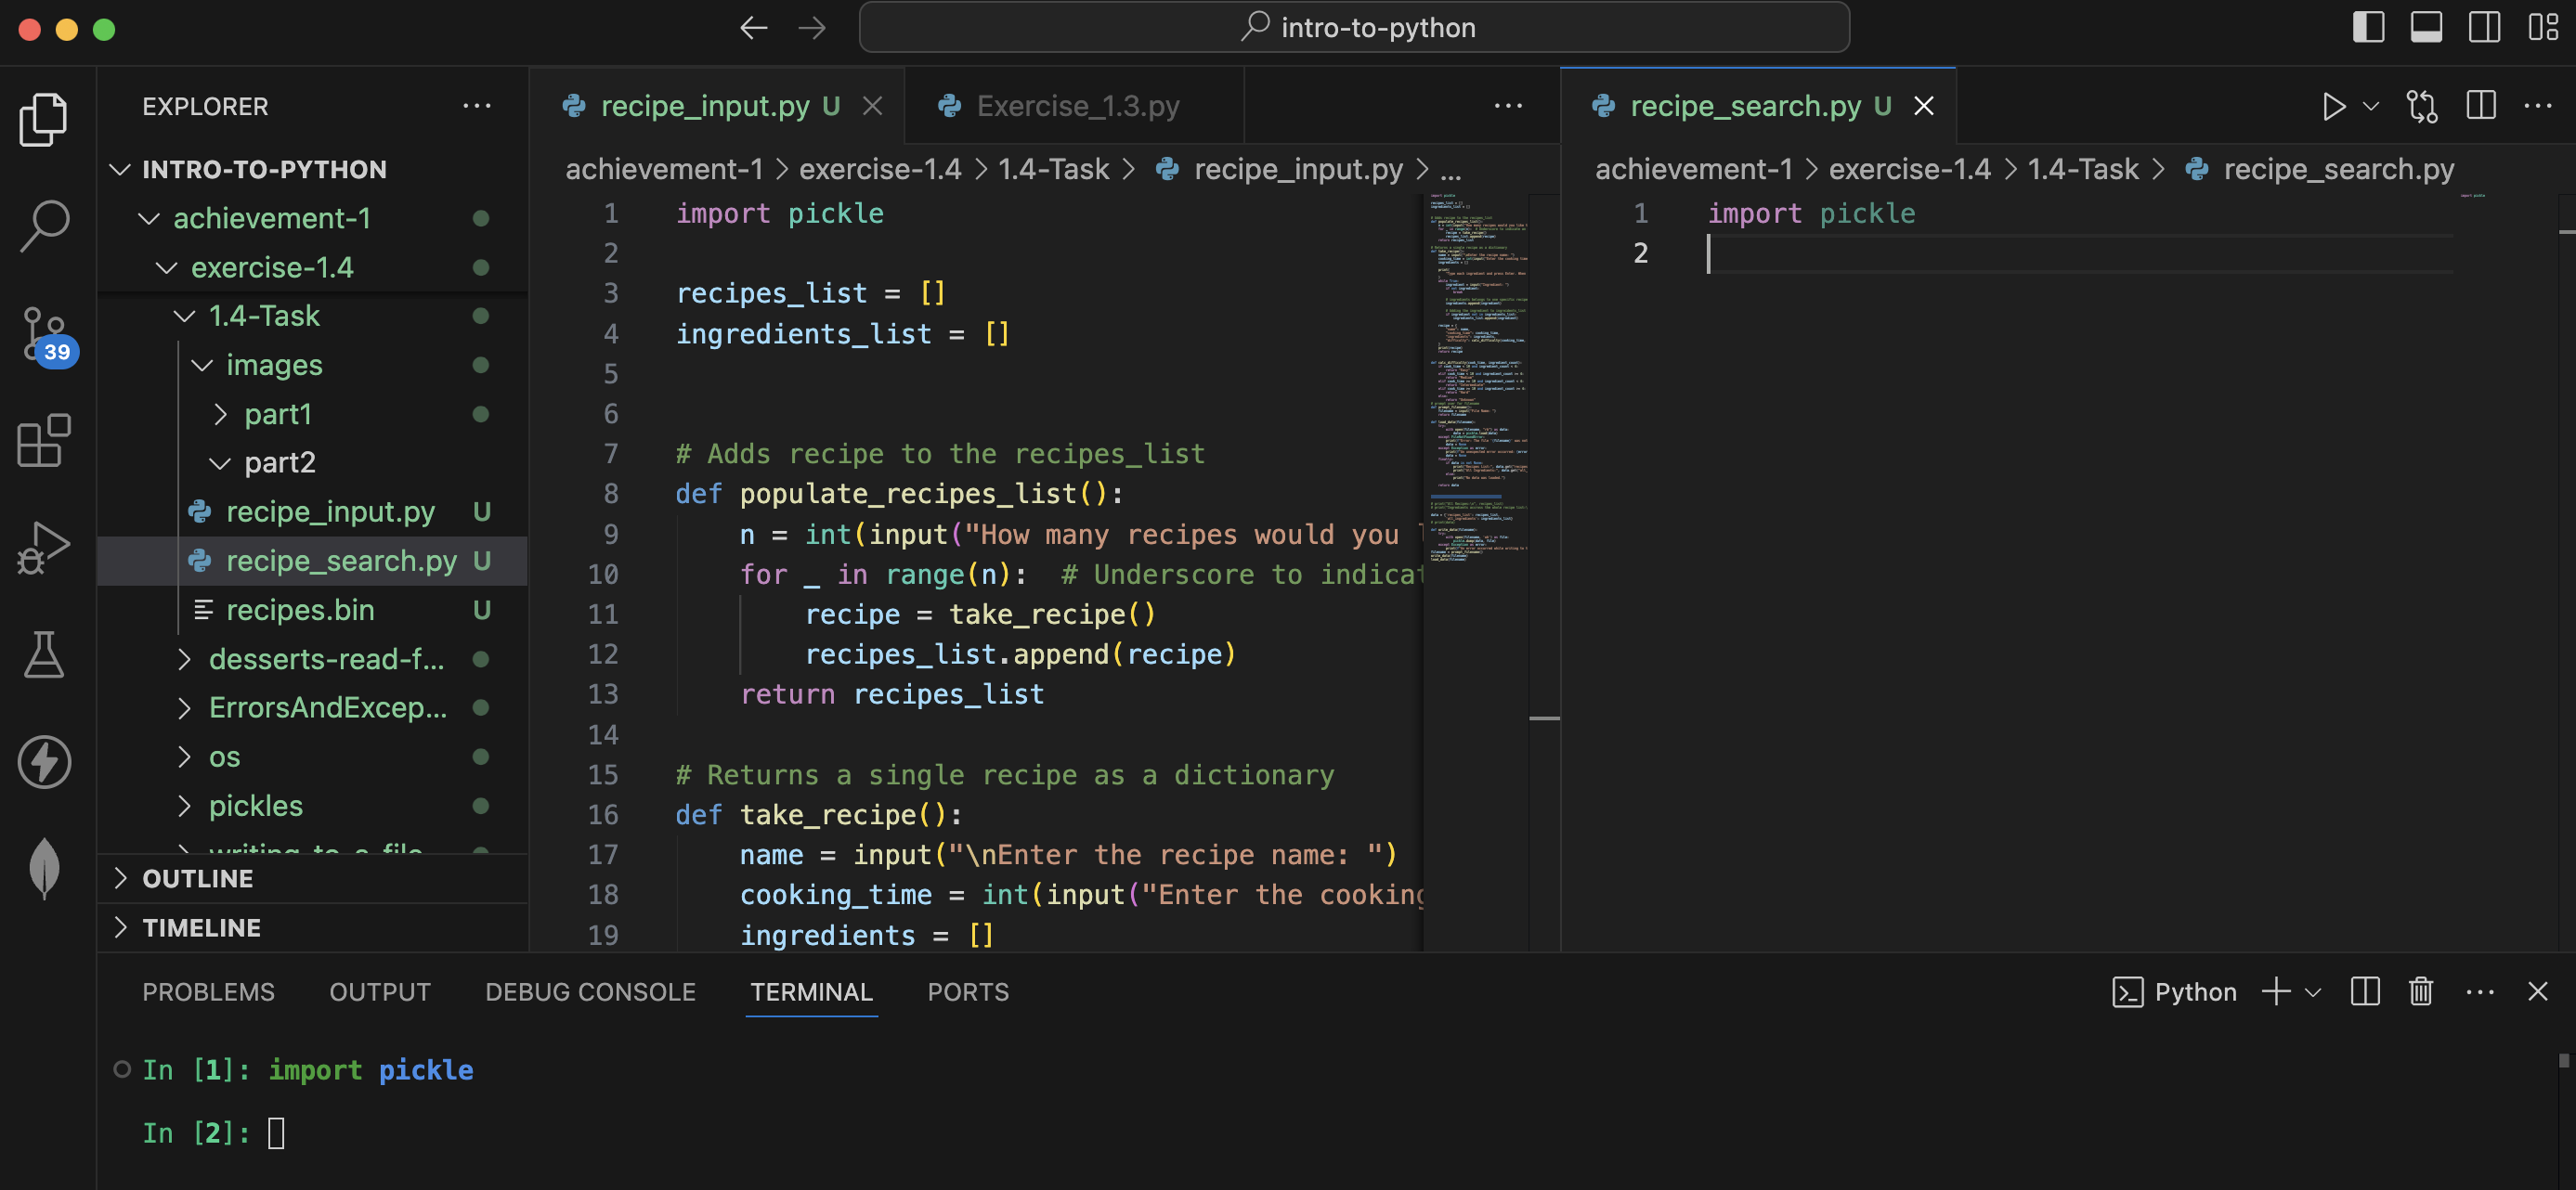 intro-to-python
EXPLORER
INTRO-TO-PYTHON
achievement-1
exercise-1.4
1.4-Task
images
part1
part2
recipe_input.py U
recipe_search.py U
recipes.bin U
desserts-read-f...
ErrorsAndExcep...
os
pickles
writing-to-a-file
OUTLINE
TIMELINE
39
recipe_input.py U
Exercise_1.3.py
achievement-1 > exercise-1.4 > 1.4-Task > recipe_input.py > ...
1 import pickle
2
3 recipes_list = []
4 ingredients_list = []
5
6
7 # Adds recipe to the recipes_list
8 def populate_recipes_list():
9 n = int(input("How many recipes would you
10 for _ in range(n):  # Underscore to indicat
11 recipe = take_recipe()
12 recipes_list.append(recipe)
13 return recipes_list
14
15 # Returns a single recipe as a dictionary
16 def take_recipe():
17 name = input("\nEnter the recipe name: ")
18 cooking_time = int(input("Enter the cooking
19 ingredients = []
recipe_search.py U
achievement-1 > exercise-1.4 > 1.4-Task > recipe_search.py
1 import pickle
2
PROBLEMS OUTPUT DEBUG CONSOLE TERMINAL PORTS
Python
In [1]: import pickle
In [2]: